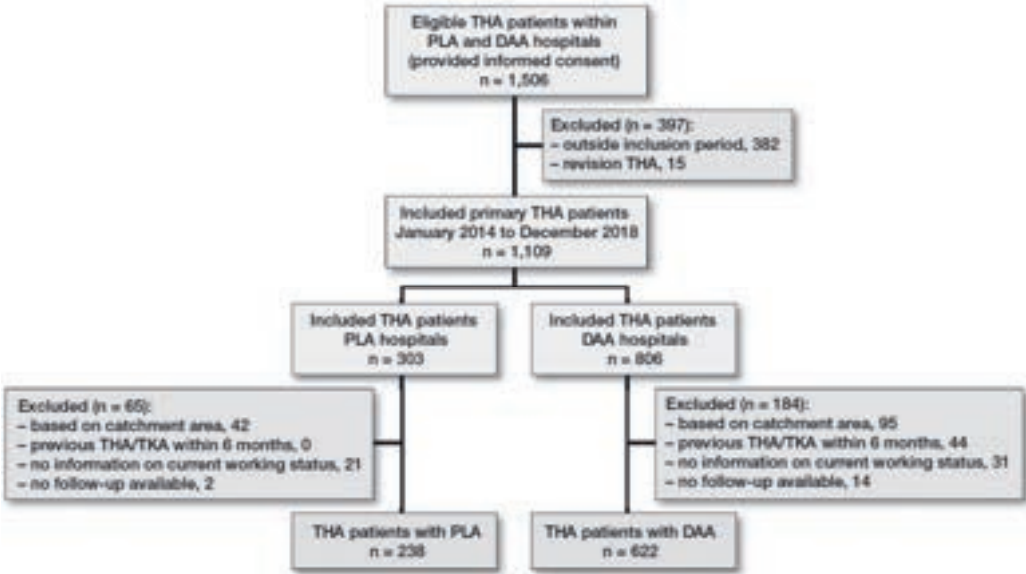 Eligible THA patients within
PLA and DAA hospitals
(provided informed consent)
n = 1,506
Excluded (n = 397):
– outside inclusion period, 382
– revision THA, 15
Included primary THA patients
January 2014 to December 2018
n = 1,109
Included THA patients
PLA hospitals
n = 303
Included THA patients
DAA hospitals
n = 806
Excluded (n = 65):
– based on catchment area, 42
– previous THA/TKA within 6 months, 0
– no information on current working status, 21
– no follow-up available, 2
Excluded (n = 184):
– based on catchment area, 95
– previous THA/TKA within 6 months, 44
– no information on current working status, 31
– no follow-up available, 14
THA patients with PLA
n = 238
THA patients with DAA
n = 622